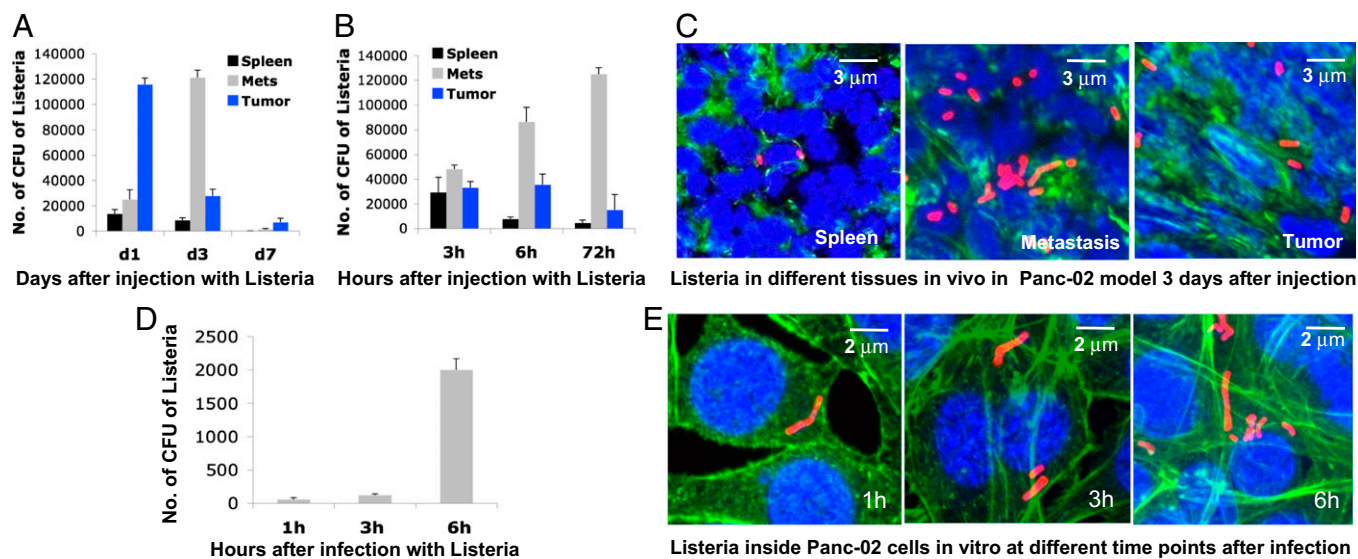 A
No. of CFU of Listeria
140000
120000
100000
80000
60000
40000
20000
0
Spleen
Mets
Tumor
d1 d3 d7
Days after injection with Listeria
B
No. of CFU of Listeria
140000
120000
100000
80000
60000
40000
20000
0
Spleen
Mets
Tumor
3h 6h 72h
Hours after injection with Listeria
C
3 μm
Spleen
3 μm
Metastasis
3 μm
Tumor
Listeria in different tissues in vivo in Panc-02 model 3 days after injection
D
No. of CFU of Listeria
2500
2000
1500
1000
500
0
1h 3h 6h
Hours after infection with Listeria
E
2 μm
1h
2 μm
3h
2 μm
6h
Listeria inside Panc-02 cells in vitro at different time points after infection